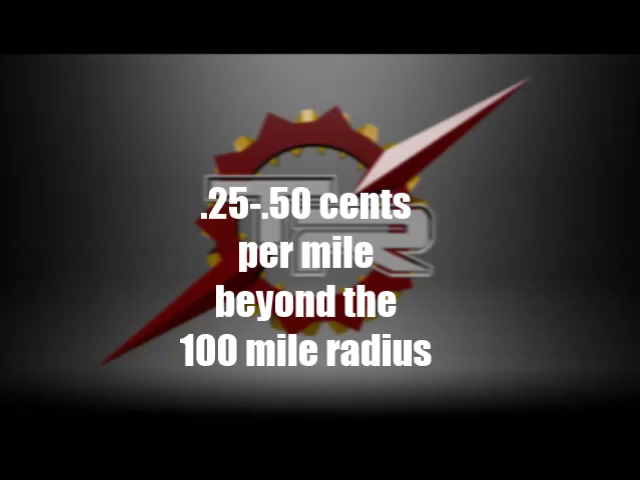 .25-.50 cents
per mile
beyond the
100 mile radius